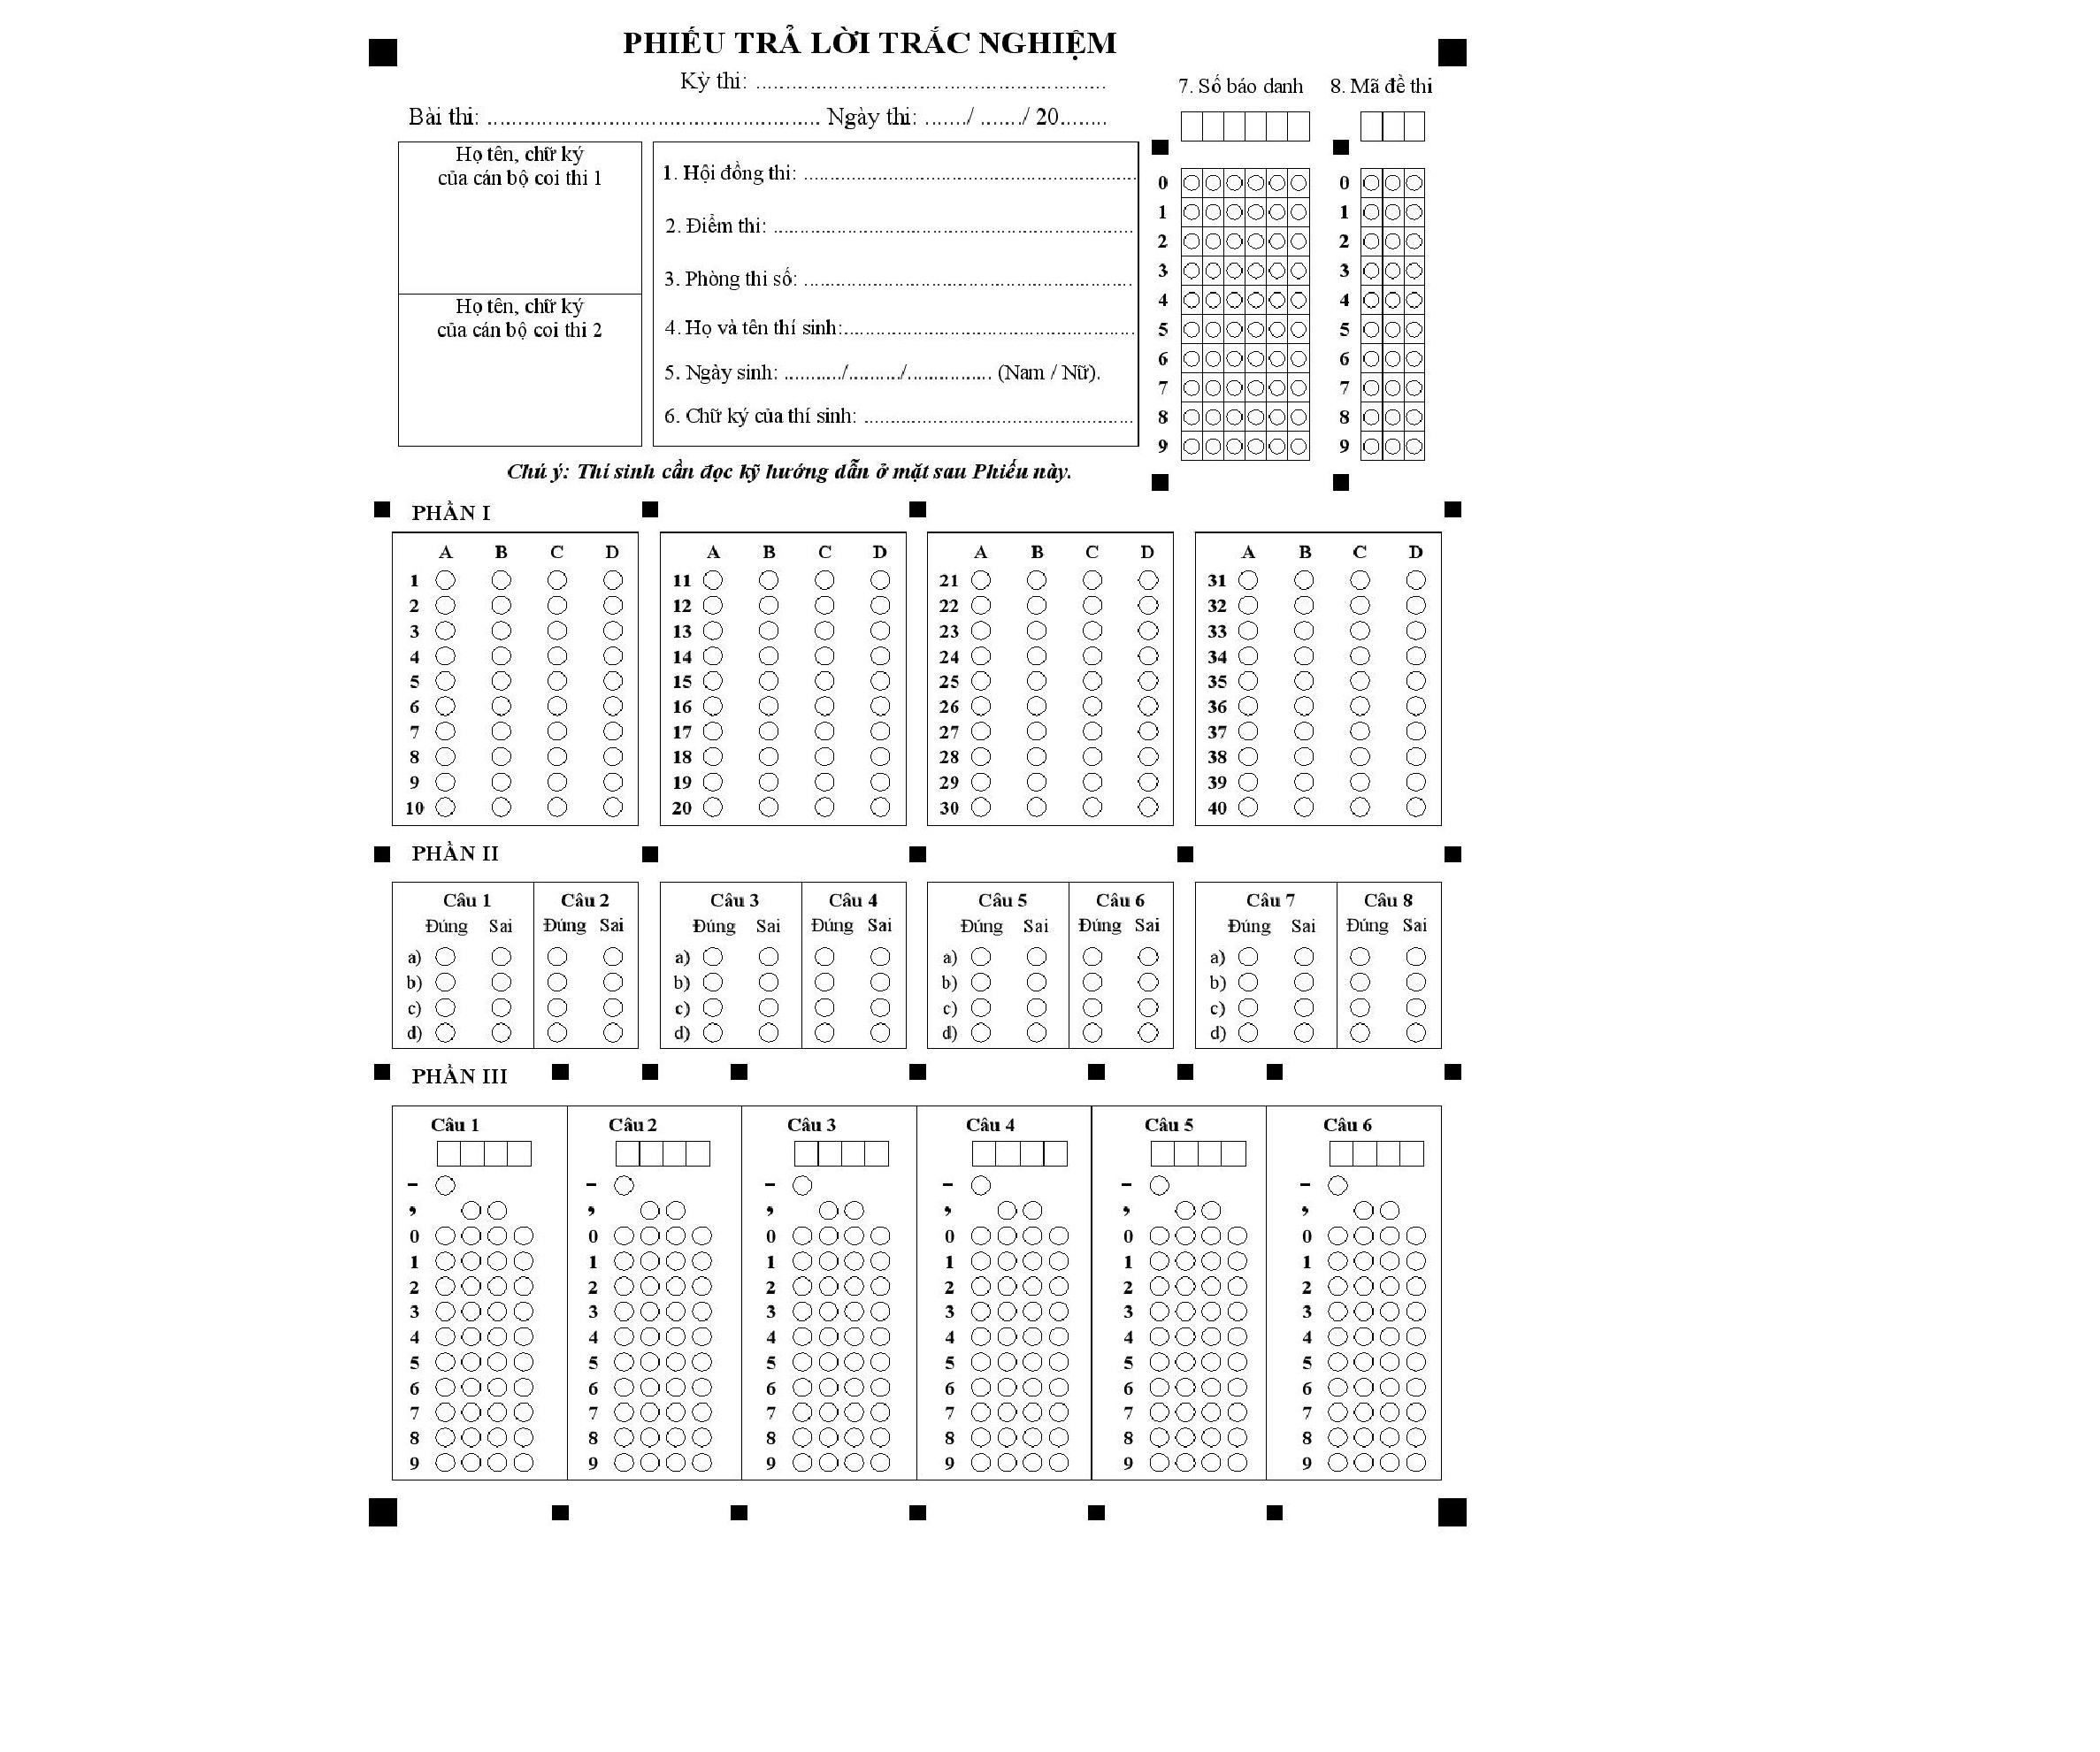 PHIẾU TRẢ LỜI TRẮC NGHIỆM
Kỳ thi: ..........................................................
Bài thi: ....................................................... Ngày thi: ......./ ......./ 20........
7. Số báo danh 8. Mã đề thi
Họ tên, chữ ký
của cán bộ coi thi 1
Họ tên, chữ ký
của cán bộ coi thi 2
1. Hội đồng thi: ...............................................................
2. Điểm thi: ....................................................................
3. Phòng thi số: ..............................................................
4. Họ và tên thí sinh:.......................................................
5. Ngày sinh: .........../........../................ (Nam / Nữ).
6. Chữ ký của thí sinh: ...................................................
0 0
1 1
2 2
3 3
4 4
5 5
6 6
7 7
8 8
9 9
Chú ý: Thí sinh cần đọc kỹ hướng dẫn ở mặt sau Phiếu này.
PHẦN I
A B C D A B C D A B C D A B C D
1 11 21 31
2 12 22 32
3 13 23 33
4 14 24 34
5 15 25 35
6 16 26 36
7 17 27 37
8 18 28 38
9 19 29 39
10 20 30 40
PHẦN II
Câu 1 Câu 2 Câu 3 Câu 4 Câu 5 Câu 6 Câu 7 Câu 8
Đúng Sai Đúng Sai Đúng Sai Đúng Sai Đúng Sai Đúng Sai Đúng Sai Đúng Sai
a) a) a) a)
b) b) b) b)
c) c) c) c)
d) d) d) d)
PHẦN III
Câu 1 Câu 2 Câu 3 Câu 4 Câu 5 Câu 6
- - - - - -
, , , , , ,
0 0 0 0 0 0
1 1 1 1 1 1
2 2 2 2 2 2
3 3 3 3 3 3
4 4 4 4 4 4
5 5 5 5 5 5
6 6 6 6 6 6
7 7 7 7 7 7
8 8 8 8 8 8
9 9 9 9 9 9